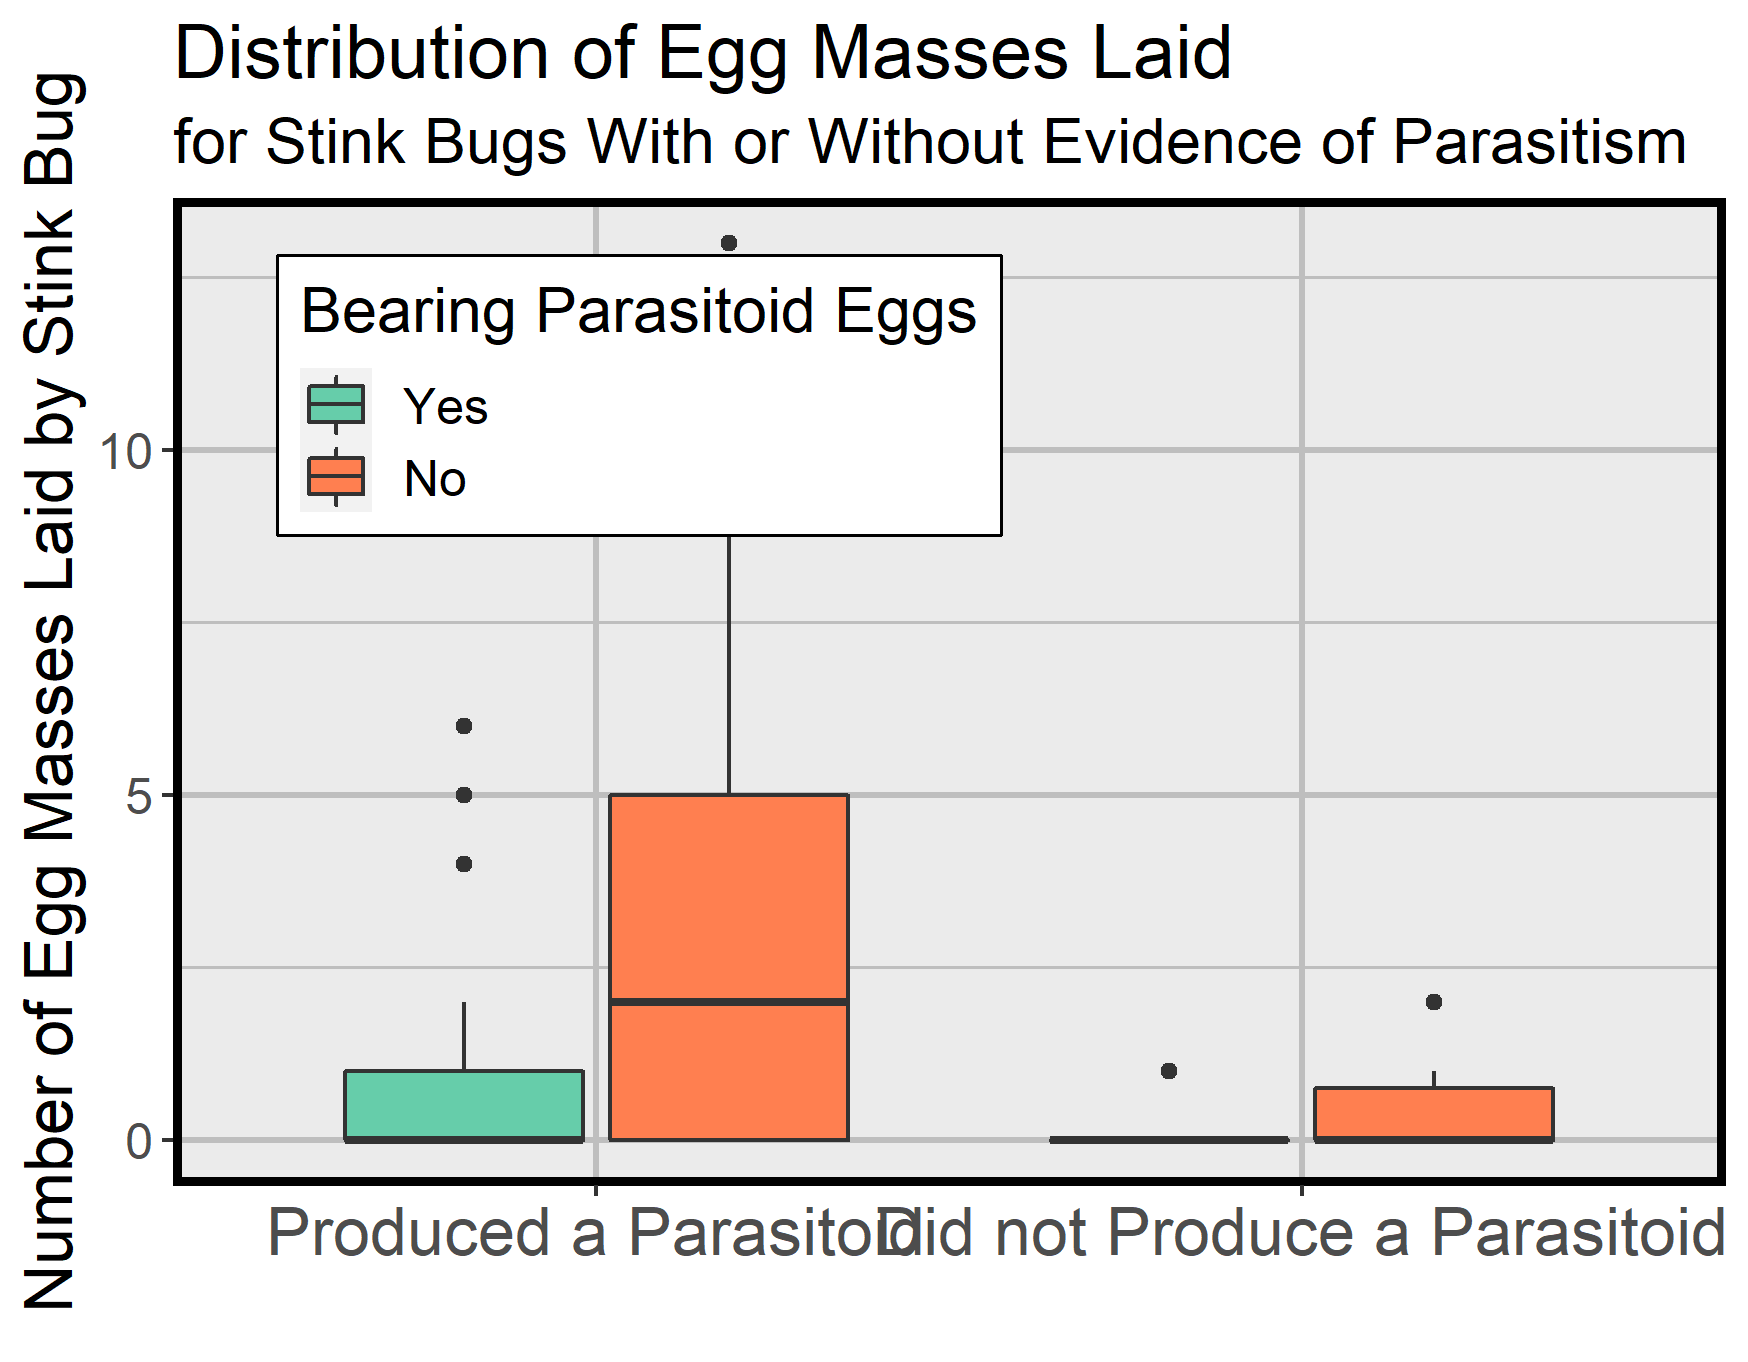 Distribution of Egg Masses Laid
for Stink Bugs With or Without Evidence of Parasitism
Number of Egg Masses Laid by Stink Bug
Bearing Parasitoid Eggs
Yes
No
10
5
0
Produced a Parasitoid
Did not Produce a Parasitoid